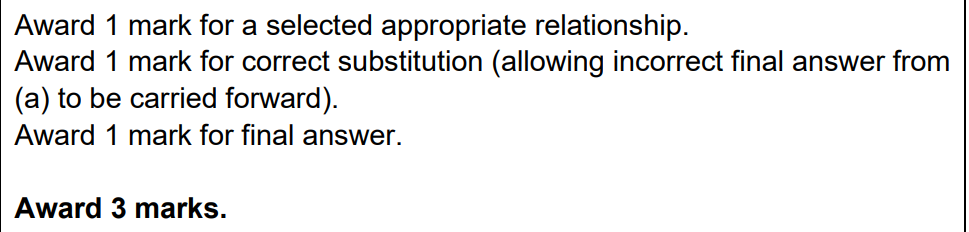 Award 1 mark for a selected appropriate relationship.
Award 1 mark for correct substitution (allowing incorrect final answer from
(a) to be carried forward).
Award 1 mark for final answer.
Award 3 marks.